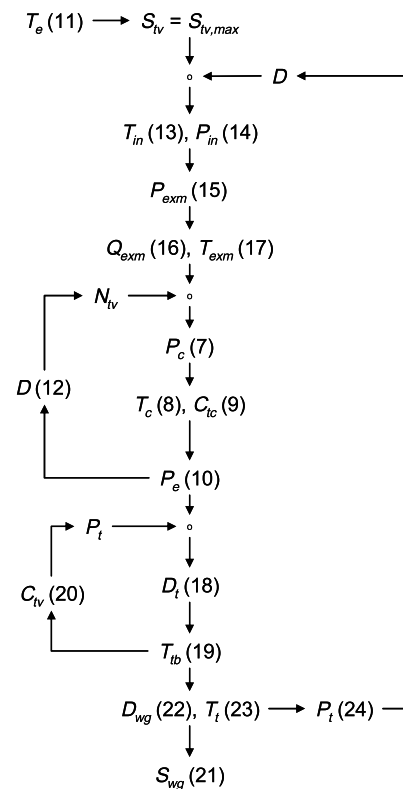 T_e (11) → S_tv = S_tv,max
D
T_in (13), P_in (14)
P_exm (15)
Q_exm (16), T_exm (17)
N_tv
P_c (7)
D (12)
T_c (8), C_tc (9)
P_e (10)
P_t
D_t (18)
C_tv (20)
T_tb (19)
D_wg (22), T_t (23) → P_t (24)
S_wg (21)